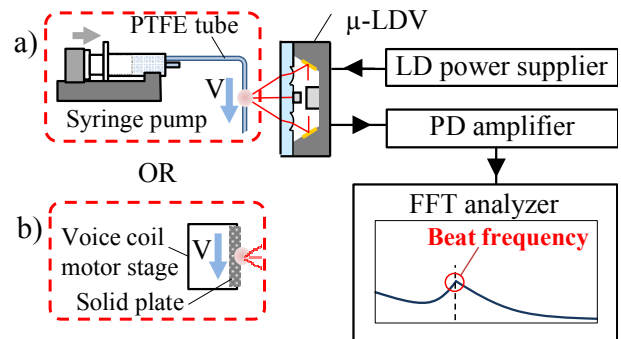 a)
PTFE tube
V
Syringe pump
μ-LDV
LD power supplier
PD amplifier
OR
FFT analyzer
Beat frequency
b)
Voice coil
motor stage
V
Solid plate